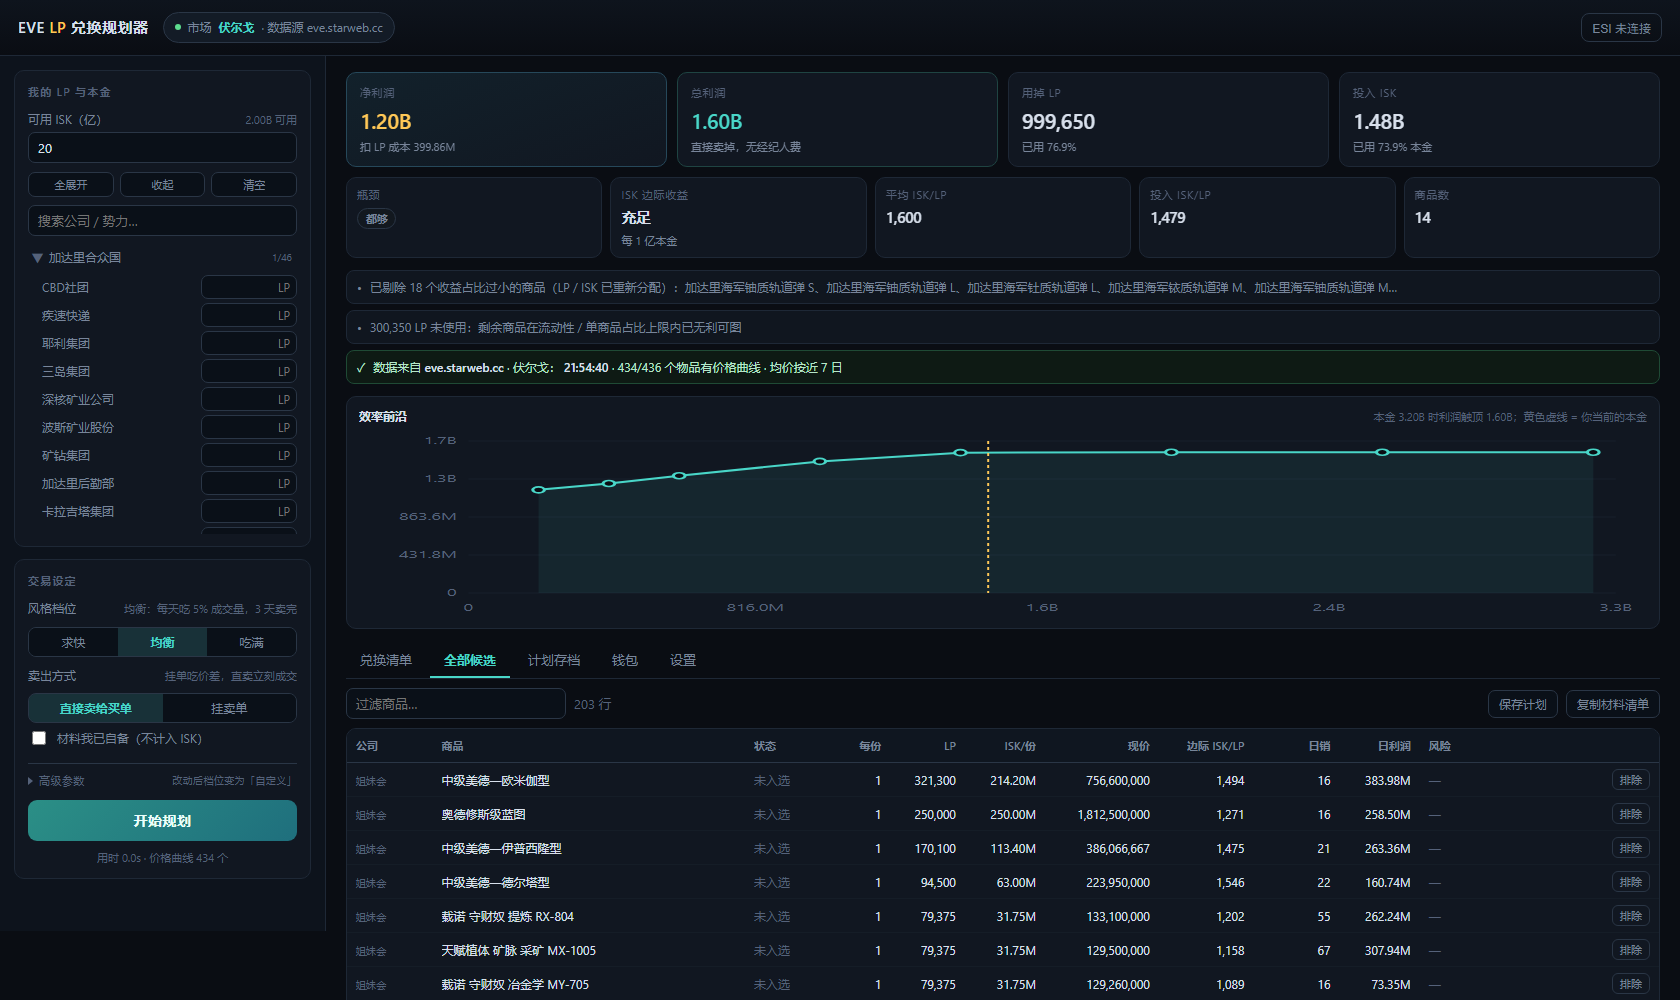 EVE LP 兑换规划器
市场 伏尔戈 · 数据源 eve.starweb.cc
ESI 未连接
我的 LP 与本金
可用 ISK（亿）
2.00B 可用
20
全展开
收起
清空
搜索公司 / 势力...
▼ 加达里合众国
1/46
CBD社团
LP
疾速快递
LP
耶利集团
LP
三岛集团
LP
深核矿业公司
LP
波斯矿业股份
LP
矿钻集团
LP
加达里后勤部
LP
卡拉吉塔集团
LP
交易设定
风格档位
均衡：每天吃 5% 成交量，3 天卖完
求快
均衡
吃满
卖出方式
挂单吃价差，直卖立刻成交
直接卖给买单
挂卖单
材料我已自备（不计入 ISK）
高级参数
改动后档位变为「自定义」
开始规划
用时 0.0s · 价格曲线 434 个
净利润
1.20B
扣 LP 成本 399.86M
总利润
1.60B
直接卖掉，无经纪人费
用掉 LP
999,650
已用 76.9%
投入 ISK
1.48B
已用 73.9% 本金
瓶颈
都够
ISK 边际收益
充足
每 1 亿本金
平均 ISK/LP
1,600
投入 ISK/LP
1,479
商品数
14
• 已剔除 18 个收益占比过小的商品（LP / ISK 已重新分配）：加达里海军铀质轨道弹 S、加达里海军铀质轨道弹 L、加达里海军钍质轨道弹 L、加达里海军铱质轨道弹 M、加达里海军铀质轨道弹 M...
• 300,350 LP 未使用：剩余商品在流动性 / 单商品占比上限内已无利可图
✓ 数据来自 eve.starweb.cc · 伏尔戈： 21:54:40 · 434/436 个物品有价格曲线 · 均价按近 7 日
效率前沿
本金 3.20B 时利润触顶 1.60B；黄色虚线 = 你当前的本金
1.7B
1.3B
863.6M
431.8M
0
0 816.0M 1.6B 2.4B 3.3B
兑换清单 全部候选 计划存档 钱包 设置
过滤商品...
203 行
保存计划
复制材料清单
公司 商品 状态 每份 LP ISK/份 现价 边际 ISK/LP 日销 日利润 风险
姐妹会 中级美德—欧米伽型 未入选 1 321,300 214.20M 756,600,000 1,494 16 383.98M — 排除
姐妹会 奥德修斯级蓝图 未入选 1 250,000 250.00M 1,812,500,000 1,271 16 258.50M — 排除
姐妹会 中级美德—伊普西隆型 未入选 1 170,100 113.40M 386,066,667 1,475 21 263.36M — 排除
姐妹会 中级美德—德尔塔型 未入选 1 94,500 63.00M 223,950,000 1,546 22 160.74M — 排除
姐妹会 载诺 守财奴 提炼 RX-804 未入选 1 79,375 31.75M 133,100,000 1,202 55 262.24M — 排除
姐妹会 天赋植体 矿脉 采矿 MX-1005 未入选 1 79,375 31.75M 129,500,000 1,158 67 307.94M — 排除
姐妹会 载诺 守财奴 冶金学 MY-705 未入选 1 79,375 31.75M 129,260,000 1,089 16 73.35M — 排除